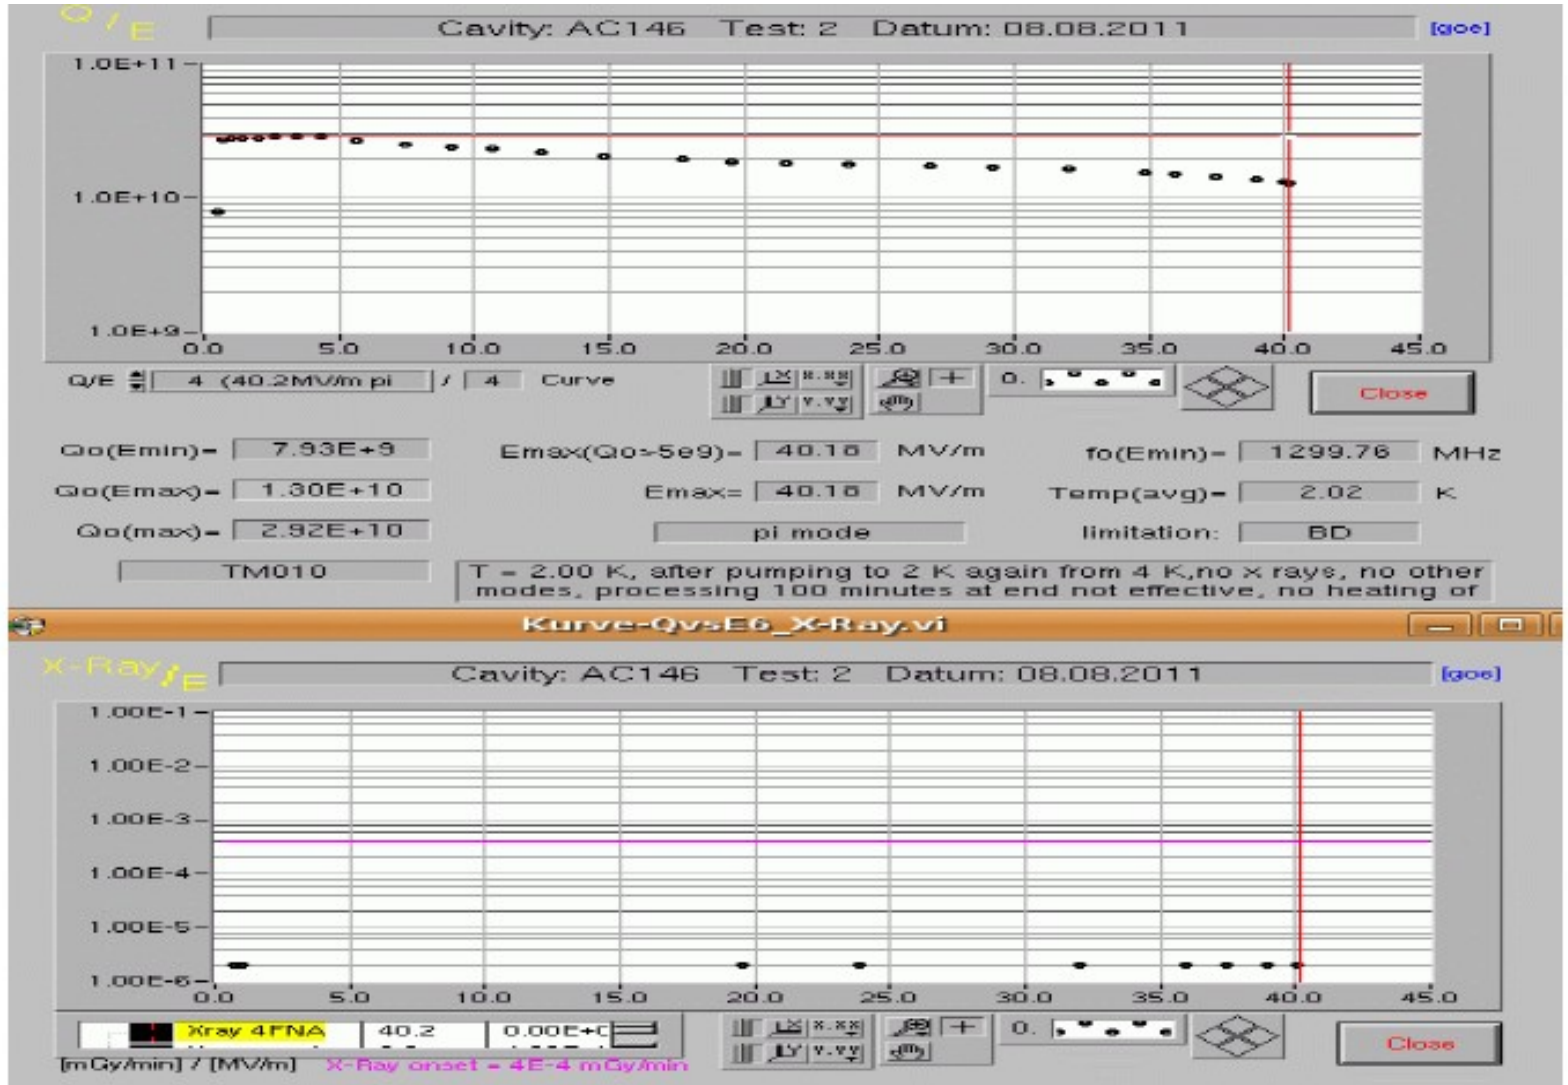 Q / E
Cavity: AC146 Test: 2 Datum: 08.08.2011 [goe]
1.0E+11
1.0E+10
1.0E+9
0.0 5.0 10.0 15.0 20.0 25.0 30.0 35.0 40.0 45.0
Q/E 4 (40.2MV/m pi / 4 Curve 0. Close
Qo(Emin)= 7.93E+9 Emax(Qo>5e9)= 40.18 MV/m fo(Emin)= 1299.76 MHz
Qo(Emax)= 1.30E+10 Emax= 40.18 MV/m Temp(avg)= 2.02 K
Qo(max)= 2.92E+10 pi mode limitation: BD
TM010 T = 2.00 K, after pumping to 2 K again from 4 K,no x rays, no other
modes, processing 100 minutes at end not effective, no heating of
Kurve-QvsE6_X-Ray.vi
X-Ray / E
Cavity: AC146 Test: 2 Datum: 08.08.2011 [goe]
1.00E-1
1.00E-2
1.00E-3
1.00E-4
1.00E-5
1.00E-6
0.0 5.0 10.0 15.0 20.0 25.0 30.0 35.0 40.0 45.0
Xray 4FNA 40.2 0.00E+0 0. Close
[mGy/min] / [MV/m] X-Ray onset = 4E-4 mGy/min